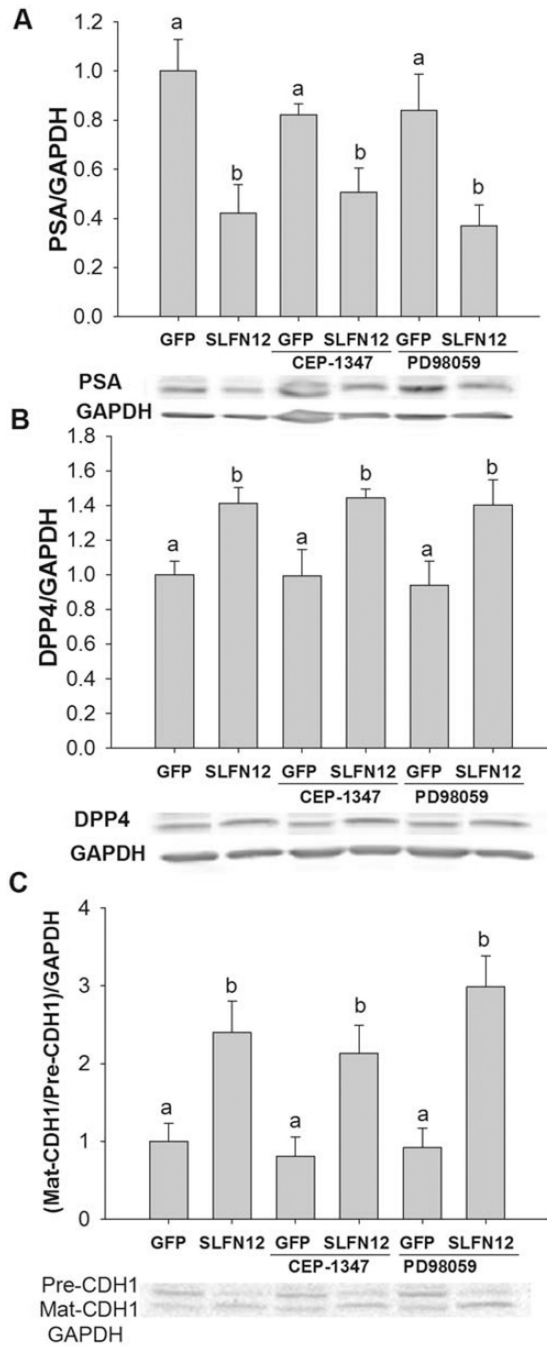 A
PSA/GAPDH
1.2
1.0
0.8
0.6
0.4
0.2
0.0
a
b
a
b
a
b
GFP SLFN12 GFP SLFN12 GFP SLFN12
CEP-1347 PD98059
PSA
GAPDH
B
DPP4/GAPDH
1.8
1.6
1.4
1.2
1.0
0.8
0.6
0.4
0.2
0.0
a
b
a
b
a
b
GFP SLFN12 GFP SLFN12 GFP SLFN12
CEP-1347 PD98059
DPP4
GAPDH
C
(Mat-CDH1/Pre-CDH1)/GAPDH
4
3
2
1
0
a
b
a
b
a
b
GFP SLFN12 GFP SLFN12 GFP SLFN12
CEP-1347 PD98059
Pre-CDH1
Mat-CDH1
GAPDH